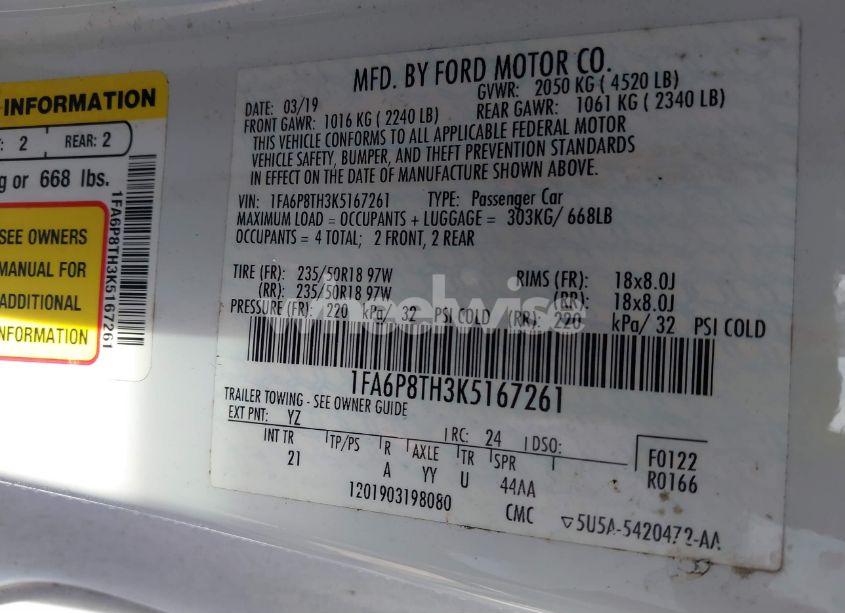 INFORMATION
2 REAR: 2
g or 668 lbs.
SEE OWNERS
MANUAL FOR
ADDITIONAL
INFORMATION
1FA6P8TH3K5167261
MFD. BY FORD MOTOR CO.
DATE: 03/19 GVWR: 2050 KG ( 4520 LB)
FRONT GAWR: 1016 KG ( 2240 LB) REAR GAWR: 1061 KG ( 2340 LB)
THIS VEHICLE CONFORMS TO ALL APPLICABLE FEDERAL MOTOR
VEHICLE SAFETY, BUMPER, AND THEFT PREVENTION STANDARDS
IN EFFECT ON THE DATE OF MANUFACTURE SHOWN ABOVE.
VIN: 1FA6P8TH3K5167261 TYPE: Passenger Car
MAXIMUM LOAD = OCCUPANTS + LUGGAGE = 303KG/ 668LB
OCCUPANTS = 4 TOTAL; 2 FRONT, 2 REAR
TIRE (FR): 235/50R18 97W RIMS (FR): 18x8.0J
(RR): 235/50R18 97W (RR): 18x8.0J
PRESSURE (FR): 220 kPa/ 32 PSI COLD (RR): 220 kPa/ 32 PSI COLD
wheelwise
1FA6P8TH3K5167261
TRAILER TOWING - SEE OWNER GUIDE
EXT PNT: YZ RC: 24 DSO:
INT TR TP/PS R AXLE TR SPR F0122
21 A YY U 44AA R0166
1201903198080 CMC ▽5U5A-5420472-AA